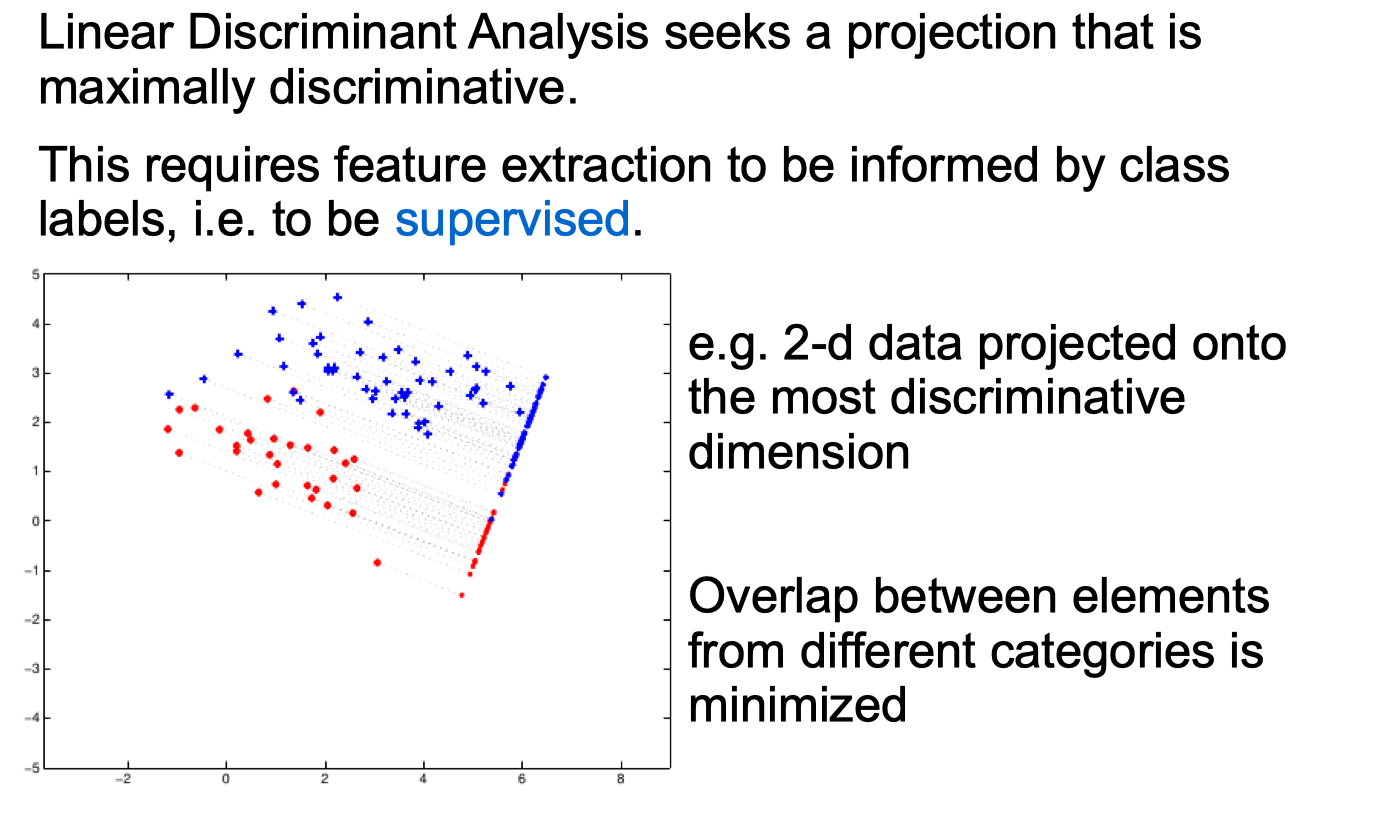 Linear Discriminant Analysis seeks a projection that is
maximally discriminative.
This requires feature extraction to be informed by class
labels, i.e. to be supervised.
5
4
3
2
1
0
−1
−2
−3
−4
−5
−2
0
2
4
6
8
e.g. 2-d data projected onto
the most discriminative
dimension
Overlap between elements
from different categories is
minimized